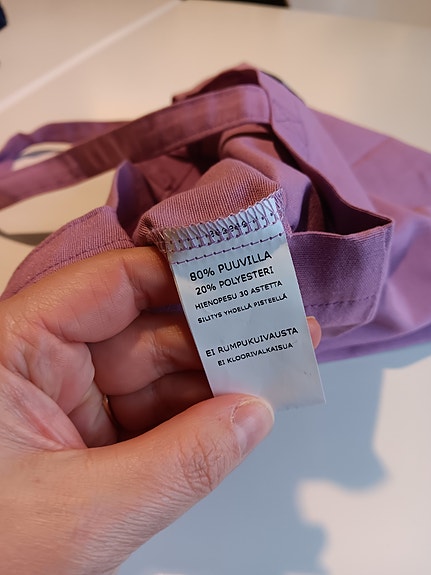 80% PUUVILLA
20% POLYESTERI
HIENOPESU 30 ASTETTA
SILITYS YHDELLÄ PISTEELLÄ
EI RUMPUKUIVAUSTA
EI KLOORIVALKAISUA